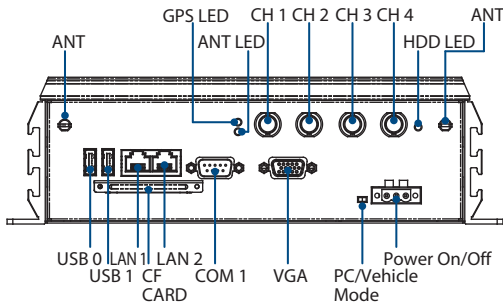 GPS LED CH 1 CH 2 CH 3 CH 4 ANT
ANT ANT LED HDD LED
USB 0 LAN 1 LAN 2 COM 1 VGA Power On/Off
USB 1 CF CARD PC/Vehicle Mode